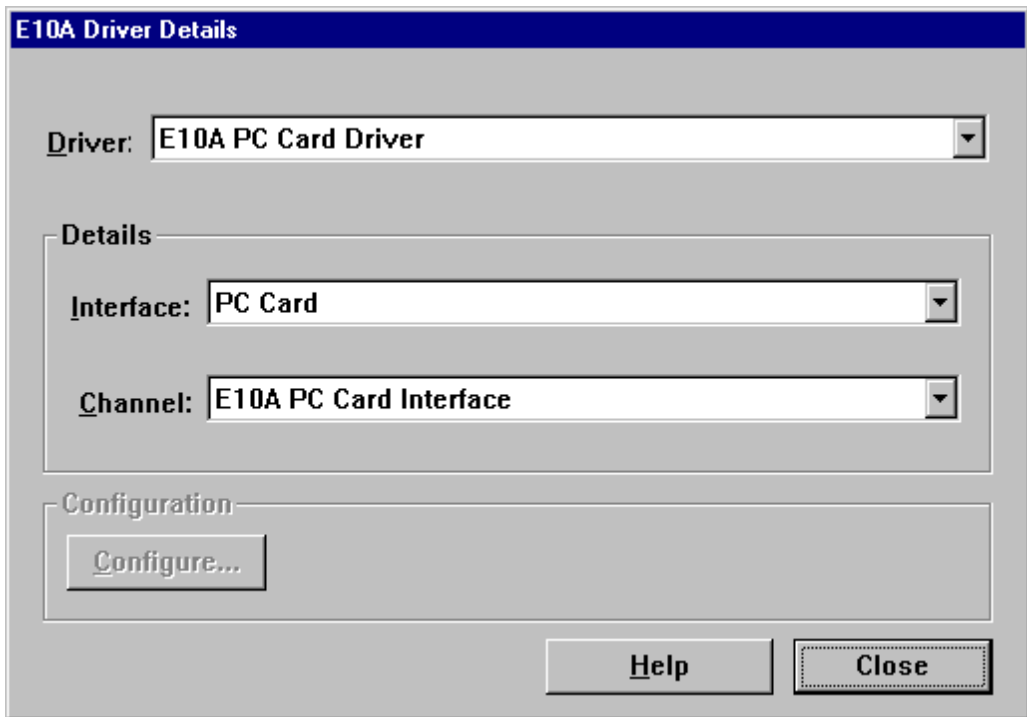 E10A Driver Details
Driver: E10A PC Card Driver
Details
Interface: PC Card
Channel: E10A PC Card Interface
Configuration
Configure...
Help Close